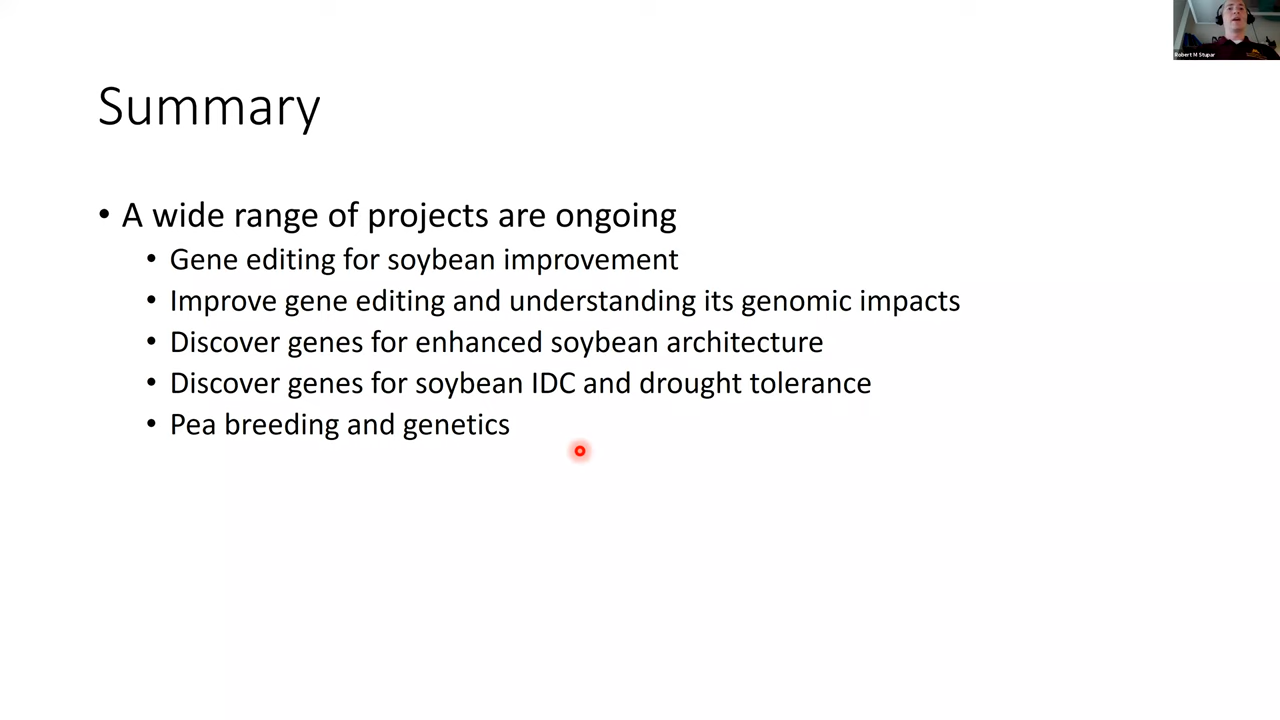 Robert M Stupar
Summary
• A wide range of projects are ongoing
• Gene editing for soybean improvement
• Improve gene editing and understanding its genomic impacts
• Discover genes for enhanced soybean architecture
• Discover genes for soybean IDC and drought tolerance
• Pea breeding and genetics